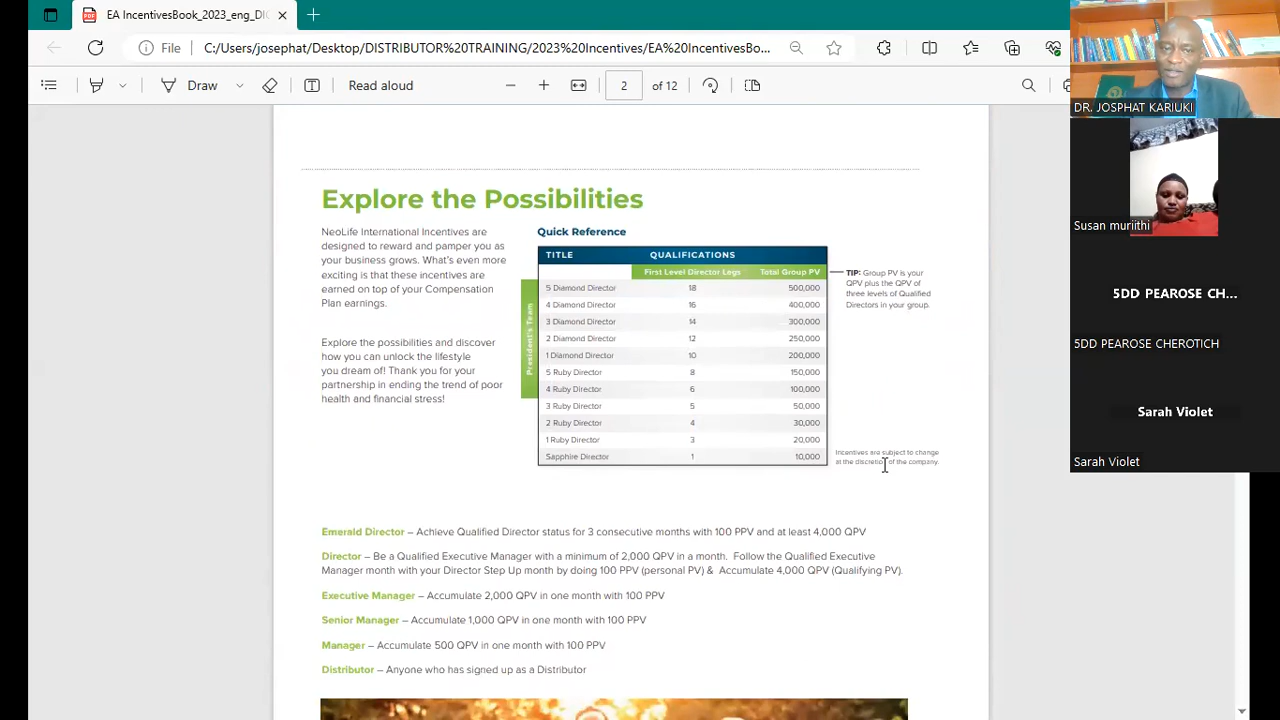 EA IncentivesBook_2023_eng_DI
File
C:/Users/josephat/Desktop/DISTRIBUTOR%20TRAINING/2023%20Incentives/EA%20IncentivesBo...
Draw
Read aloud
2 of 12
Explore the Possibilities
NeoLife International Incentives are
designed to reward and pamper you as
your business grows. What's even more
exciting is that these incentives are
earned on top of your Compensation
Plan earnings.
Explore the possibilities and discover
how you can unlock the lifestyle
you dream of! Thank you for your
partnership in ending the trend of poor
health and financial stress!
Quick Reference
TITLE QUALIFICATIONS
First Level Director Legs Total Group PV
President's Team
5 Diamond Director 18 500,000
4 Diamond Director 16 400,000
3 Diamond Director 14 300,000
2 Diamond Director 12 250,000
1 Diamond Director 10 200,000
5 Ruby Director 8 150,000
4 Ruby Director 6 100,000
3 Ruby Director 5 50,000
2 Ruby Director 4 30,000
1 Ruby Director 3 20,000
Sapphire Director 1 10,000
TIP: Group PV is your
QPV plus the QPV of
three levels of Qualified
Directors in your group.
Incentives are subject to change
at the discretion of the company.
Emerald Director – Achieve Qualified Director status for 3 consecutive months with 100 PPV and at least 4,000 QPV
Director – Be a Qualified Executive Manager with a minimum of 2,000 QPV in a month. Follow the Qualified Executive
Manager month with your Director Step Up month by doing 100 PPV (personal PV) & Accumulate 4,000 QPV (Qualifying PV).
Executive Manager – Accumulate 2,000 QPV in one month with 100 PPV
Senior Manager – Accumulate 1,000 QPV in one month with 100 PPV
Manager – Accumulate 500 QPV in one month with 100 PPV
Distributor – Anyone who has signed up as a Distributor
DR. JOSPHAT KARIUKI
Susan muriithi
5DD PEAROSE CH...
5DD PEAROSE CHEROTICH
Sarah Violet
Sarah Violet